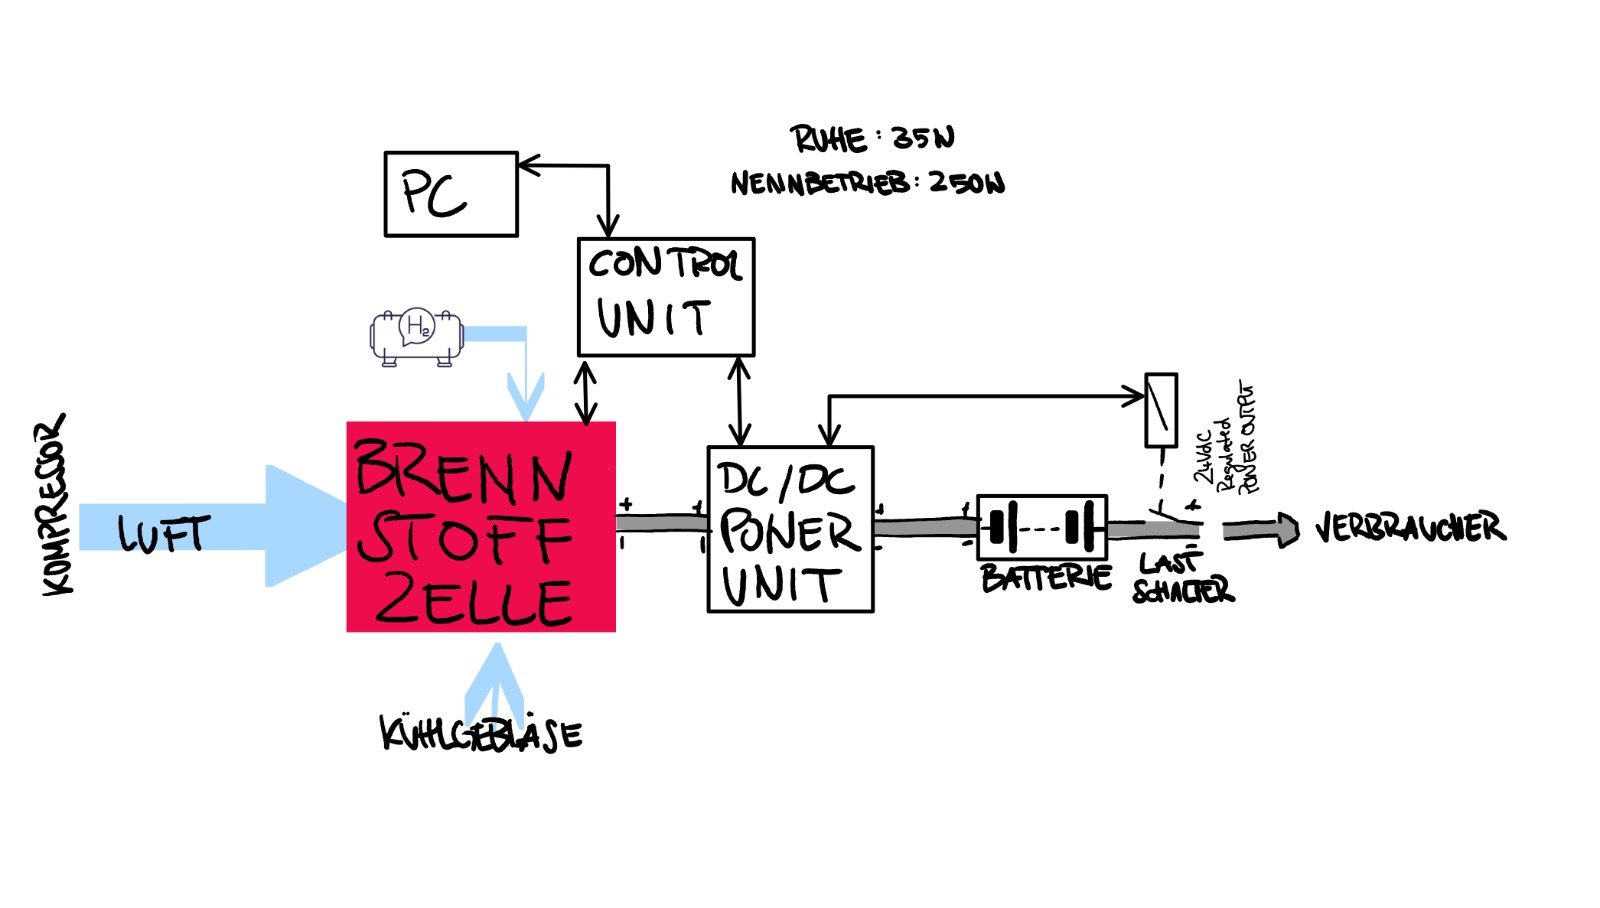 RUHE: 35W
NENNBETRIEB: 250W
PC
CONTROL
UNIT
H2
KOMPRESSOR
LUFT
BRENN
STOFF
ZELLE
DC/DC
POWER
UNIT
BATTERIE
24VDC
Regulated
POWER OUTPUT
LAST
SCHALTER
VERBRAUCHER
KÜHLGEBLÄSE